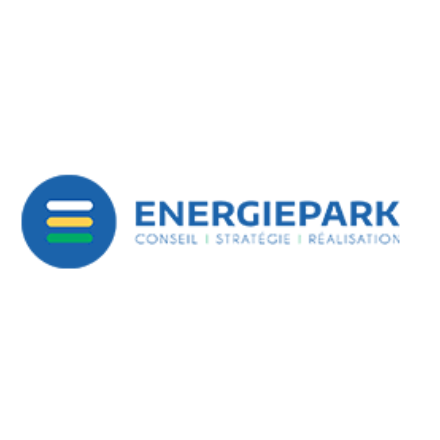 ENERGIEPARK
CONSEIL | STRATÉGIE | RÉALISATION